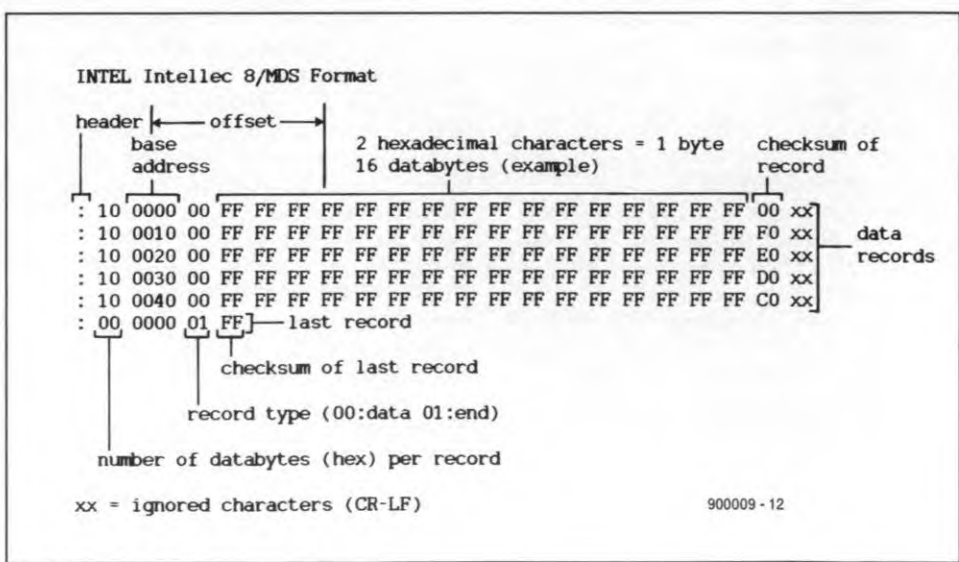 INTEL Intellec 8/MDS Format
header offset
base 2 hexadecimal characters = 1 byte checksum of
address 16 databytes (example) record
: 10 0000 00 FF FF FF FF FF FF FF FF FF FF FF FF FF FF FF FF 00 xx
: 10 0010 00 FF FF FF FF FF FF FF FF FF FF FF FF FF FF FF FF F0 xx data
: 10 0020 00 FF FF FF FF FF FF FF FF FF FF FF FF FF FF FF FF E0 xx records
: 10 0030 00 FF FF FF FF FF FF FF FF FF FF FF FF FF FF FF FF D0 xx
: 10 0040 00 FF FF FF FF FF FF FF FF FF FF FF FF FF FF FF FF C0 xx
: 00 0000 01 FF last record
checksum of last record
record type (00:data 01:end)
number of databytes (hex) per record
xx = ignored characters (CR-LF)
900009 - 12